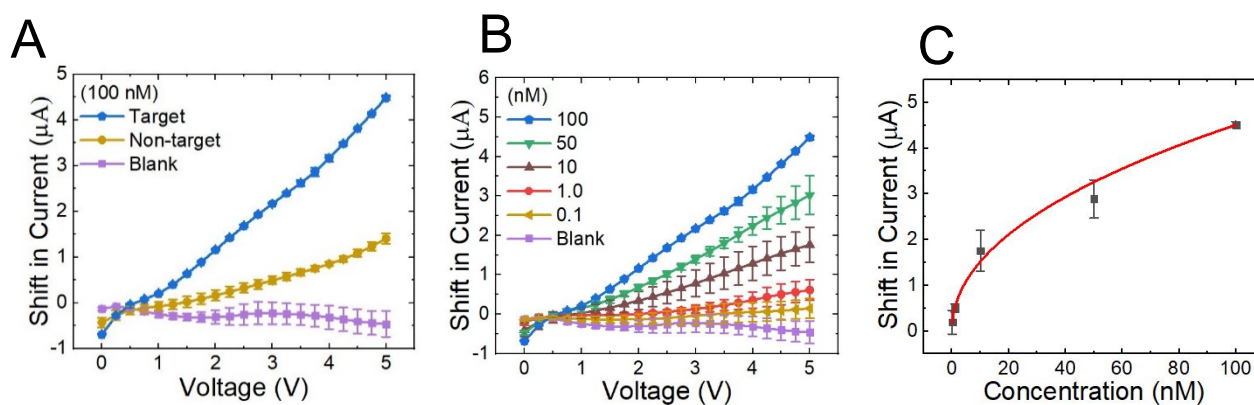 A
Shift in Current (μA)
5
4
3
2
1
0
-1
(100 nM)
Target
Non-target
Blank
0 1 2 3 4 5
Voltage (V)
B
Shift in Current (μA)
6
5
4
3
2
1
0
-1
(nM)
100
50
10
1.0
0.1
Blank
0 1 2 3 4 5
Voltage (V)
C
Shift in Current (μA)
5
4
3
2
1
0
0 20 40 60 80 100
Concentration (nM)